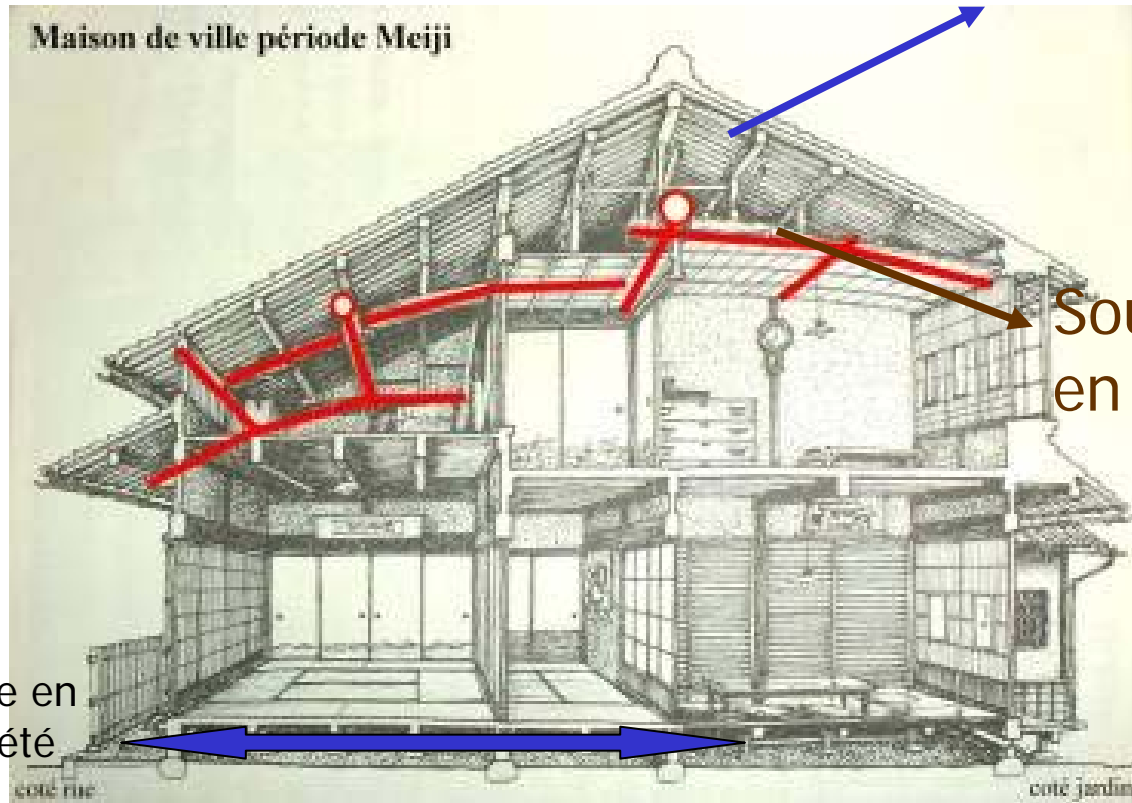 Maison de ville période Meiji
Sou
en
e en
été
coté rue
coté jardin